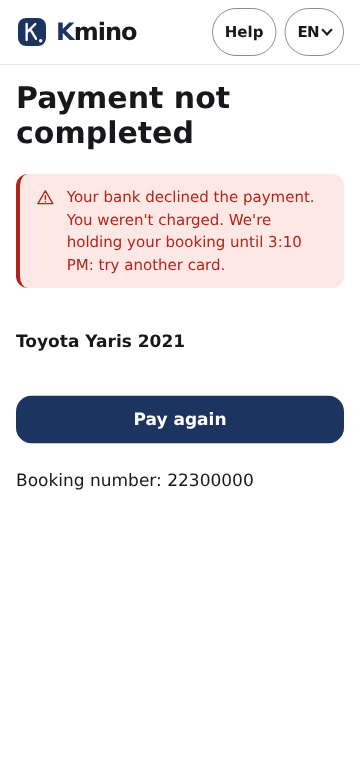 K. Kmino
Help
EN
Payment not
completed
Your bank declined the payment.
You weren't charged. We're
holding your booking until 3:10
PM: try another card.
Toyota Yaris 2021
Pay again
Booking number: 22300000